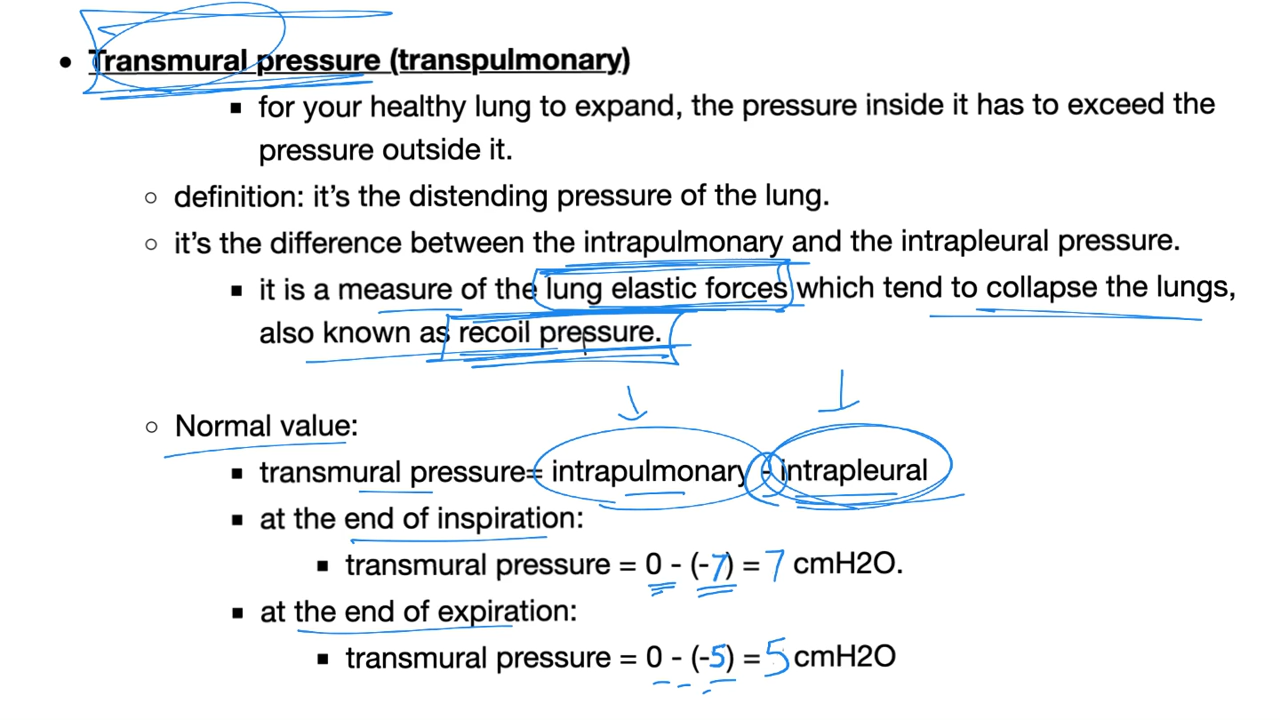 • Transmural pressure (transpulmonary)
▪ for your healthy lung to expand, the pressure inside it has to exceed the
pressure outside it.
○ definition: it's the distending pressure of the lung.
○ it's the difference between the intrapulmonary and the intrapleural pressure.
▪ it is a measure of the lung elastic forces which tend to collapse the lungs,
also known as recoil pressure.
○ Normal value:
▪ transmural pressure= intrapulmonary - intrapleural
▪ at the end of inspiration:
▪ transmural pressure = 0 - (-7) = 7 cmH2O.
▪ at the end of expiration:
▪ transmural pressure = 0 - (-5) = 5 cmH2O